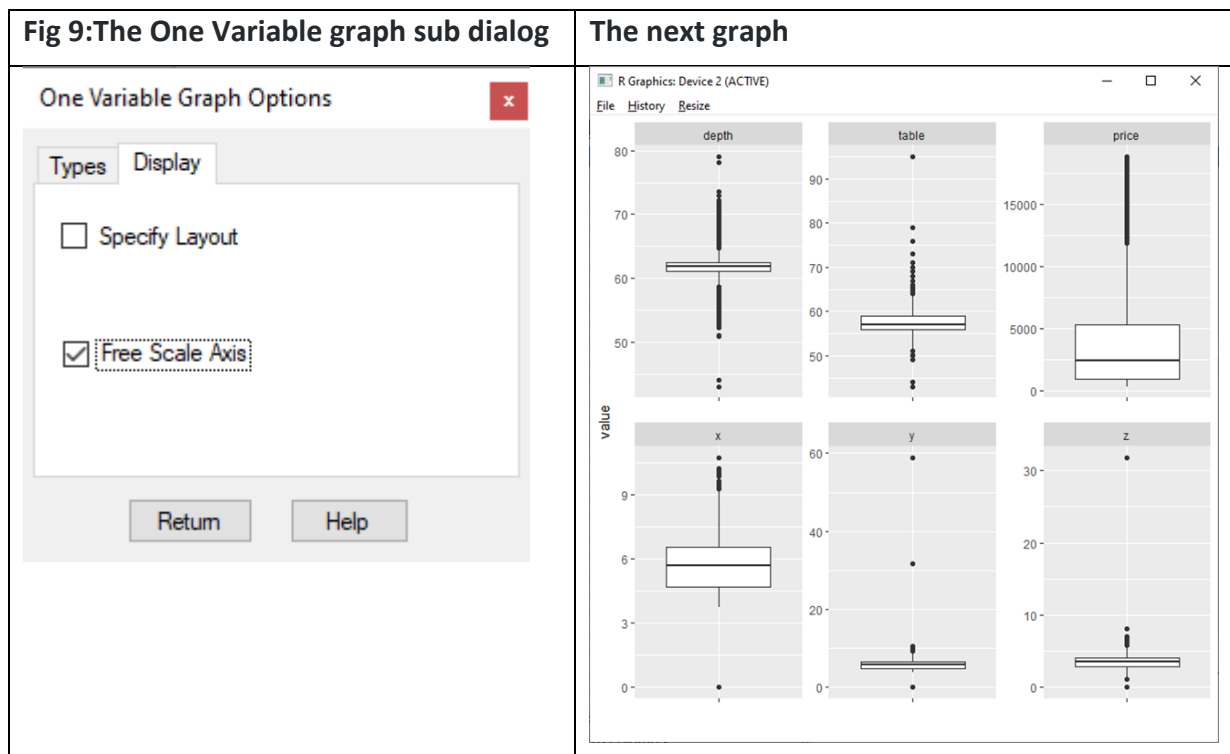 Fig 9:The One Variable graph sub dialog
The next graph
One Variable Graph Options
x
Types
Display
Specify Layout
Free Scale Axis
Return
Help
R Graphics: Device 2 (ACTIVE)
File History Resize
depth
80
70
60
50
table
90
80
70
60
50
price
15000
10000
5000
0
value
x
9
6
3
0
y
60
40
20
0
z
30
20
10
0